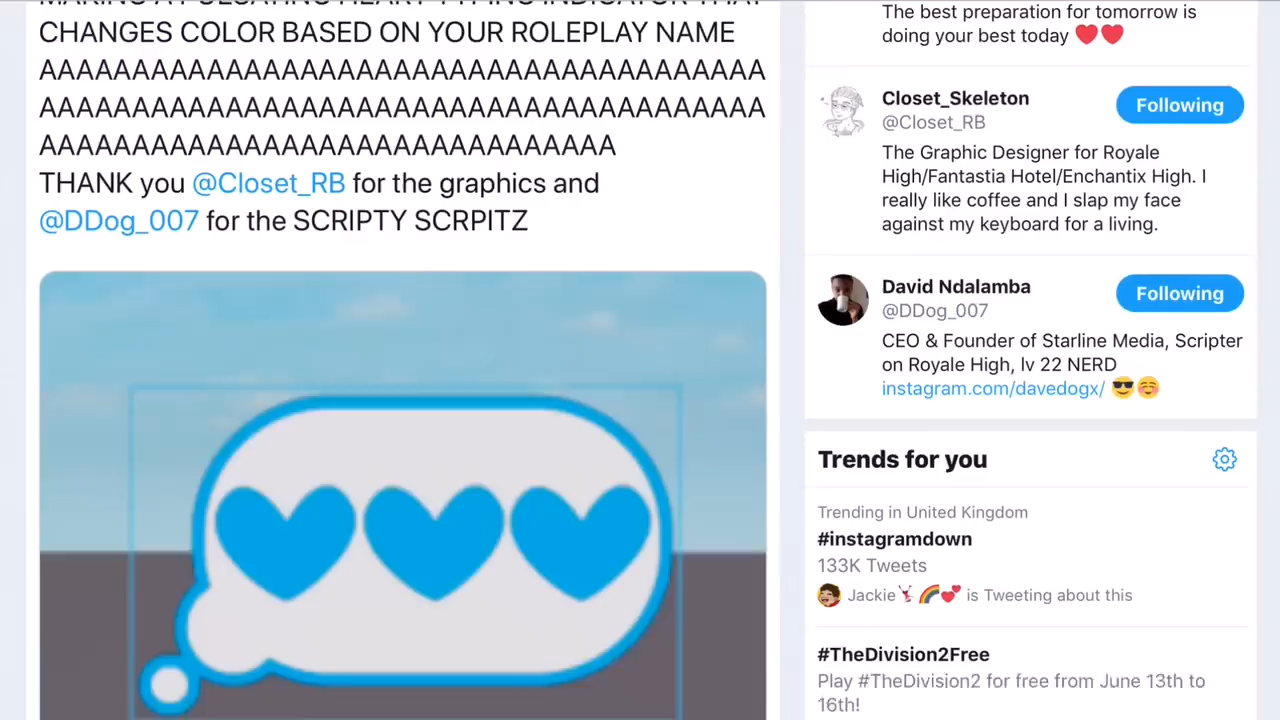 CHANGES COLOR BASED ON YOUR ROLEPLAY NAME
AAAAAAAAAAAAAAAAAAAAAAAAAAAAAAAAAAAAAAA
AAAAAAAAAAAAAAAAAAAAAAAAAAAAAAAAAAAAAAA
AAAAAAAAAAAAAAAAAAAAAAAAAAAAAAA
THANK you @Closet_RB for the graphics and
@DDog_007 for the SCRIPTY SCRPITZ
The best preparation for tomorrow is
doing your best today ❤️❤️
Closet_Skeleton
@Closet_RB
Following
The Graphic Designer for Royale
High/Fantastia Hotel/Enchantix High. I
really like coffee and I slap my face
against my keyboard for a living.
David Ndalamba
@DDog_007
Following
CEO & Founder of Starline Media, Scripter
on Royale High, lv 22 NERD
instagram.com/davedogx/ 😎☺️
Trends for you
Trending in United Kingdom
#instagramdown
133K Tweets
Jackie🤸🌈💕 is Tweeting about this
#TheDivision2Free
Play #TheDivision2 for free from June 13th to
16th!